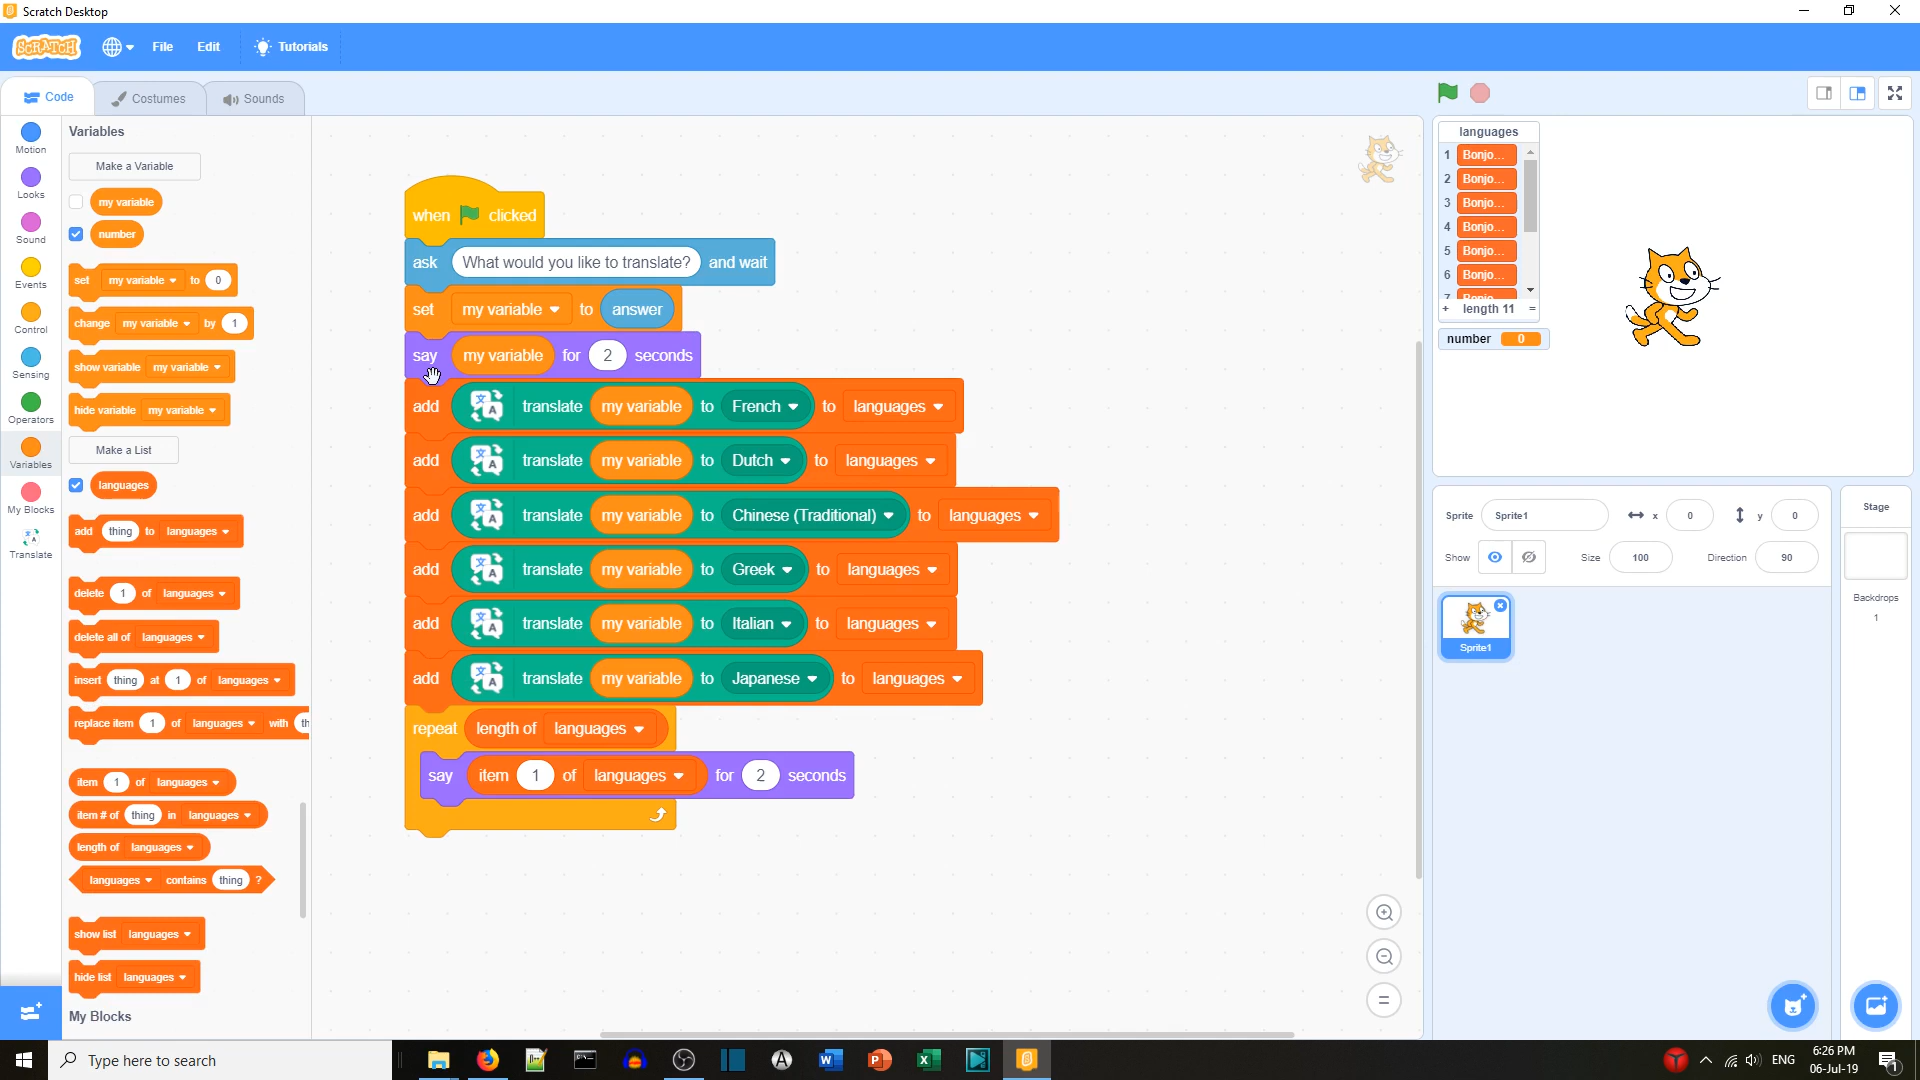 Scratch Desktop
SCRATCH File Edit Tutorials
Code Costumes Sounds
Motion
Looks
Sound
Events
Control
Sensing
Operators
Variables
My Blocks
Translate
Variables
Make a Variable
my variable
number
set my variable to 0
change my variable by 1
show variable my variable
hide variable my variable
Make a List
languages
add thing to languages
delete 1 of languages
delete all of languages
insert thing at 1 of languages
replace item 1 of languages with th
item 1 of languages
item # of thing in languages
length of languages
languages contains thing ?
show list languages
hide list languages
My Blocks
when clicked
ask What would you like to translate? and wait
set my variable to answer
say my variable for 2 seconds
add translate my variable to French to languages
add translate my variable to Dutch to languages
add translate my variable to Chinese (Traditional) to languages
add translate my variable to Greek to languages
add translate my variable to Italian to languages
add translate my variable to Japanese to languages
repeat length of languages
say item 1 of languages for 2 seconds
languages
1 Bonjo...
2 Bonjo...
3 Bonjo...
4 Bonjo...
5 Bonjo...
6 Bonjo...
+ length 11 =
number 0
Sprite Sprite1 x 0 y 0
Show Size 100 Direction 90
Sprite1
Stage
Backdrops
1
Type here to search
ENG
6:26 PM
06-Jul-19
1